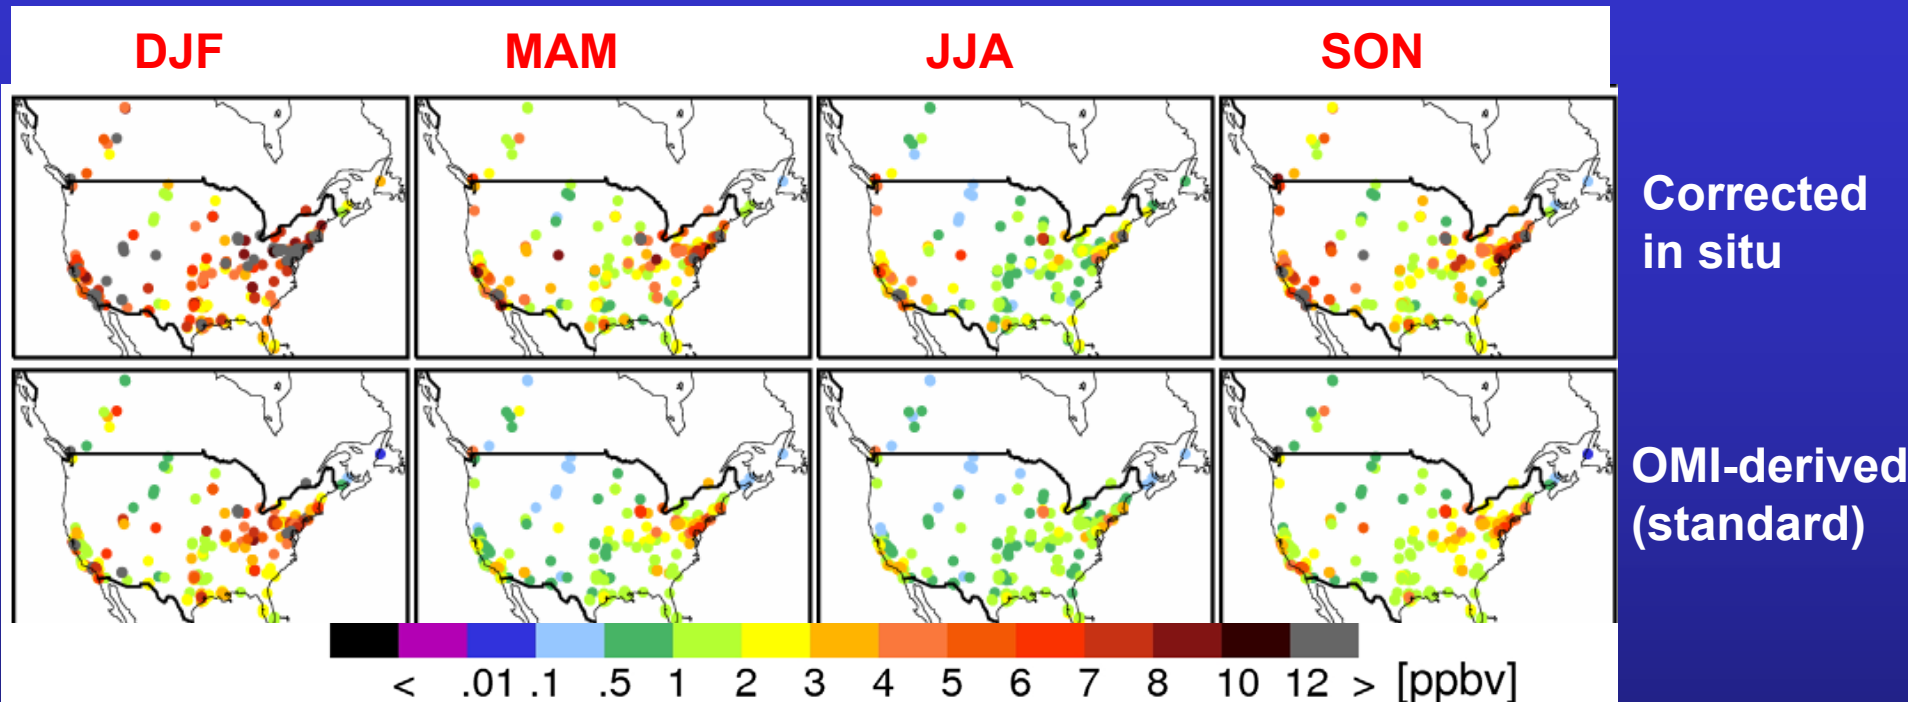 DJF MAM JJA SON
Corrected
in situ
OMI-derived
(standard)
< .01 .1 .5 1 2 3 4 5 6 7 8 10 12 > [ppbv]